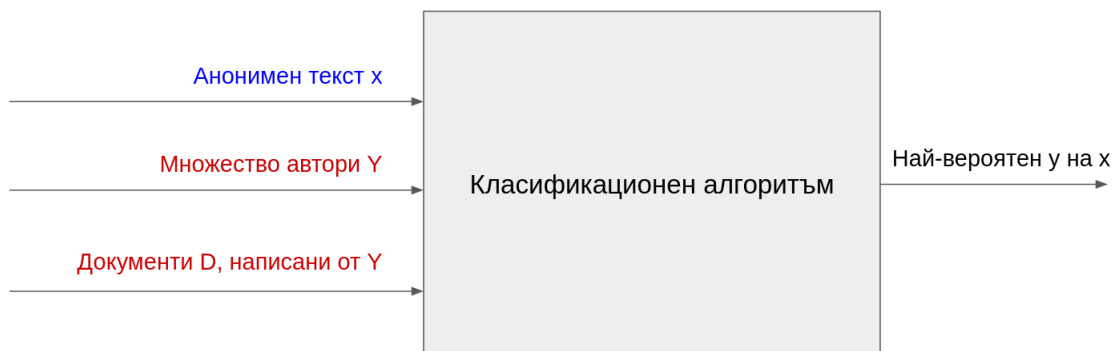 Анонимен текст x
Множество автори Y
Документи D, написани от Y
Класификационен алгоритъм
Най-вероятен y на x